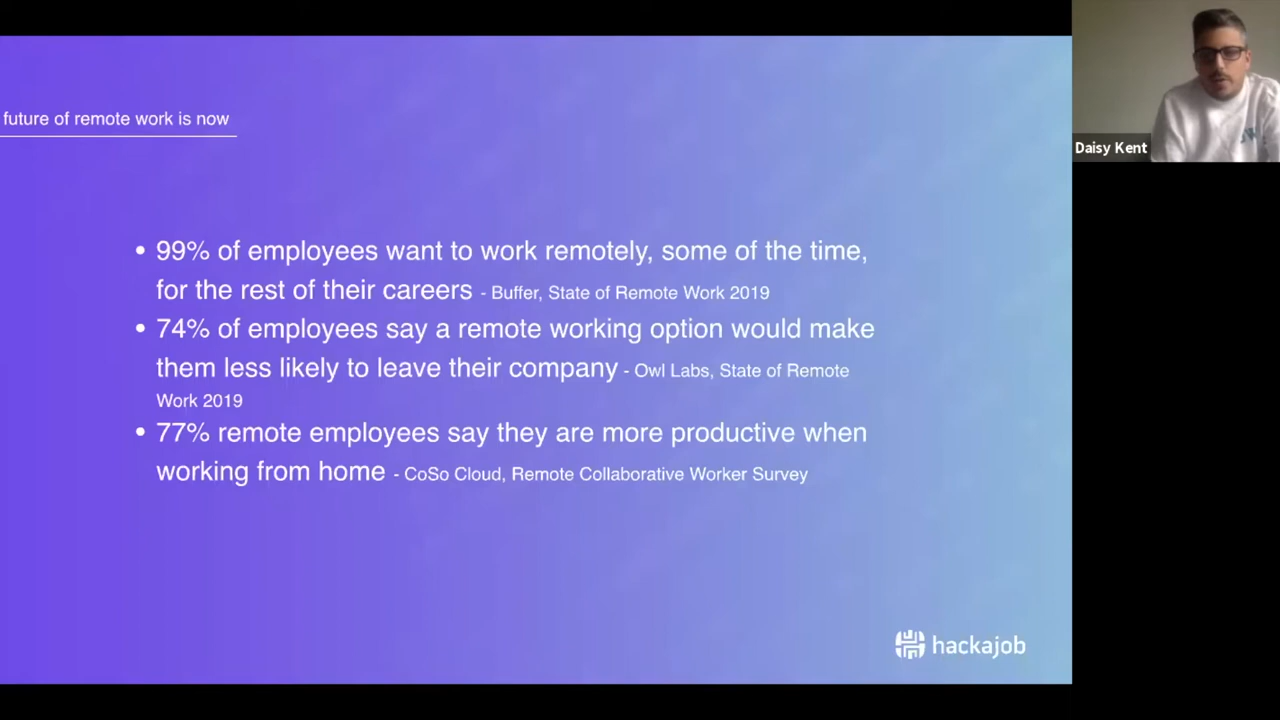 future of remote work is now
Daisy Kent
• 99% of employees want to work remotely, some of the time,
for the rest of their careers - Buffer, State of Remote Work 2019
• 74% of employees say a remote working option would make
them less likely to leave their company - Owl Labs, State of Remote
Work 2019
• 77% remote employees say they are more productive when
working from home - CoSo Cloud, Remote Collaborative Worker Survey
hackajob